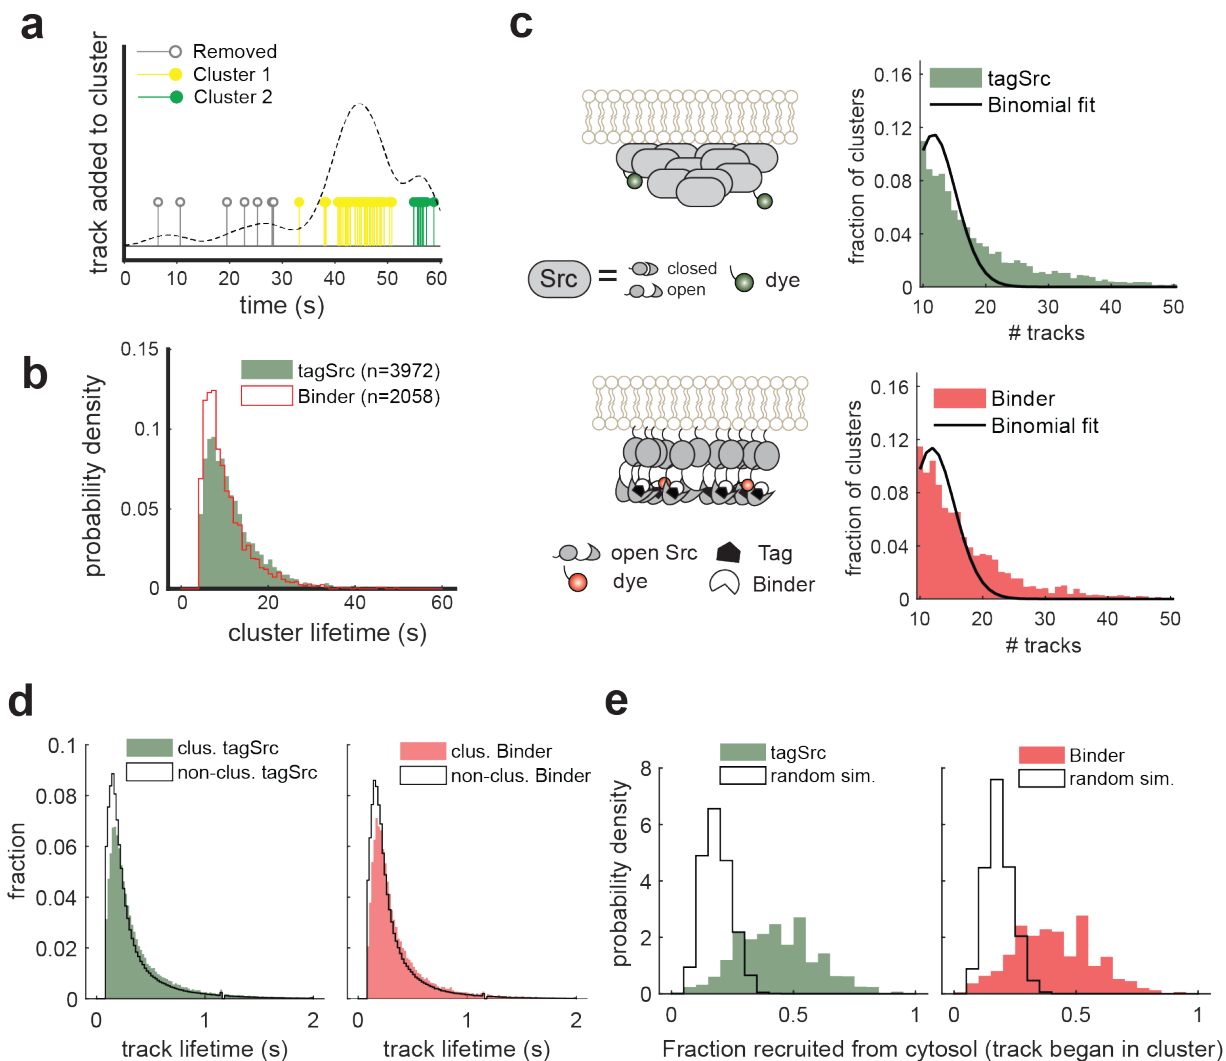 a
track added to cluster
Removed
Cluster 1
Cluster 2
0 10 20 30 40 50 60
time (s)
b
probability density
0.15
0.1
0.05
0
tagSrc (n=3972)
Binder (n=2058)
0 20 40 60
cluster lifetime (s)
c
Src = closed
open
dye
fraction of clusters
0.16
0.12
0.08
0.04
0
tagSrc
Binomial fit
10 20 30 40 50
# tracks
open Src
Tag
dye
Binder
fraction of clusters
0.16
0.12
0.08
0.04
0
Binder
Binomial fit
10 20 30 40 50
# tracks
d
fraction
0.1
0.08
0.06
0.04
0.02
0
clus. tagSrc
non-clus. tagSrc
0 1 2
track lifetime (s)
clus. Binder
non-clus. Binder
0 1 2
track lifetime (s)
e
probability density
8
6
4
2
0
tagSrc
random sim.
0 0.5 1
Binder
random sim.
0 0.5 1
Fraction recruited from cytosol (track began in cluster)